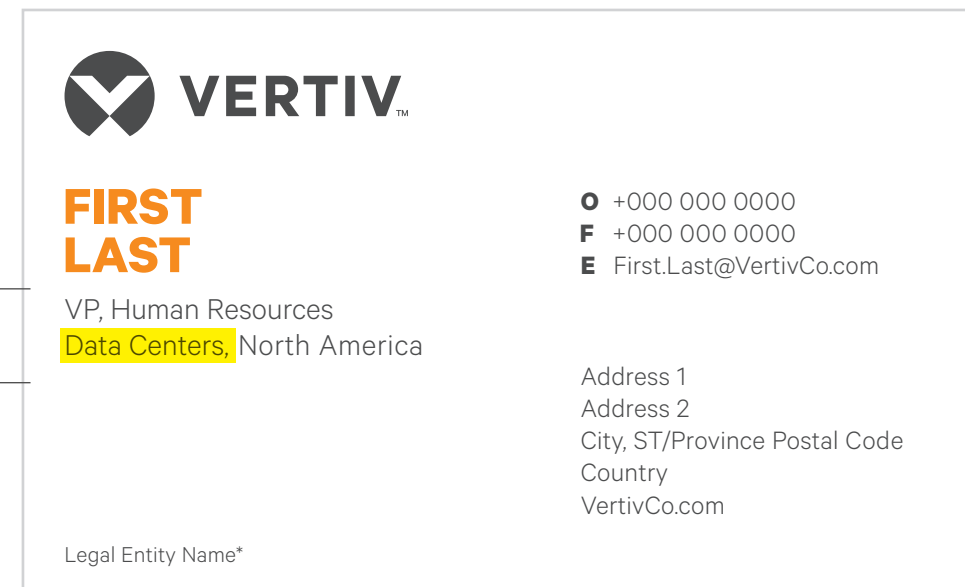 VERTIV™
FIRST
LAST
VP, Human Resources
Data Centers, North America
O +000 000 0000
F +000 000 0000
E First.Last@VertivCo.com
Address 1
Address 2
City, ST/Province Postal Code
Country
VertivCo.com
Legal Entity Name*